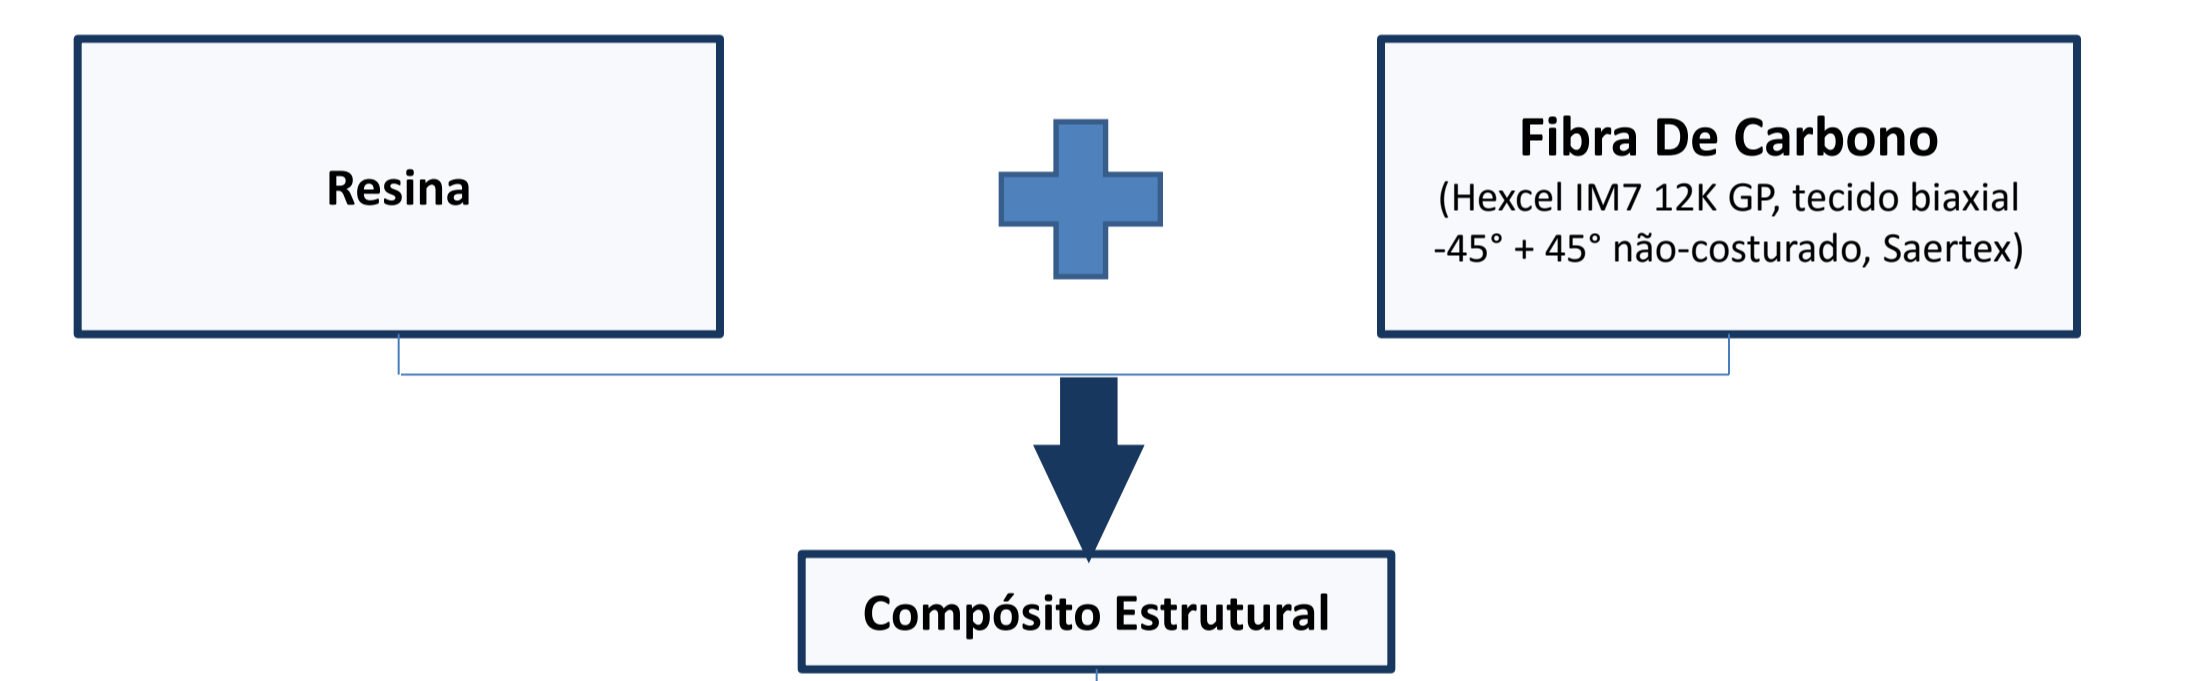 Resina
Fibra De Carbono
(Hexcel IM7 12K GP, tecido biaxial
-45° + 45° não-costurado, Saertex)
Compósito Estrutural